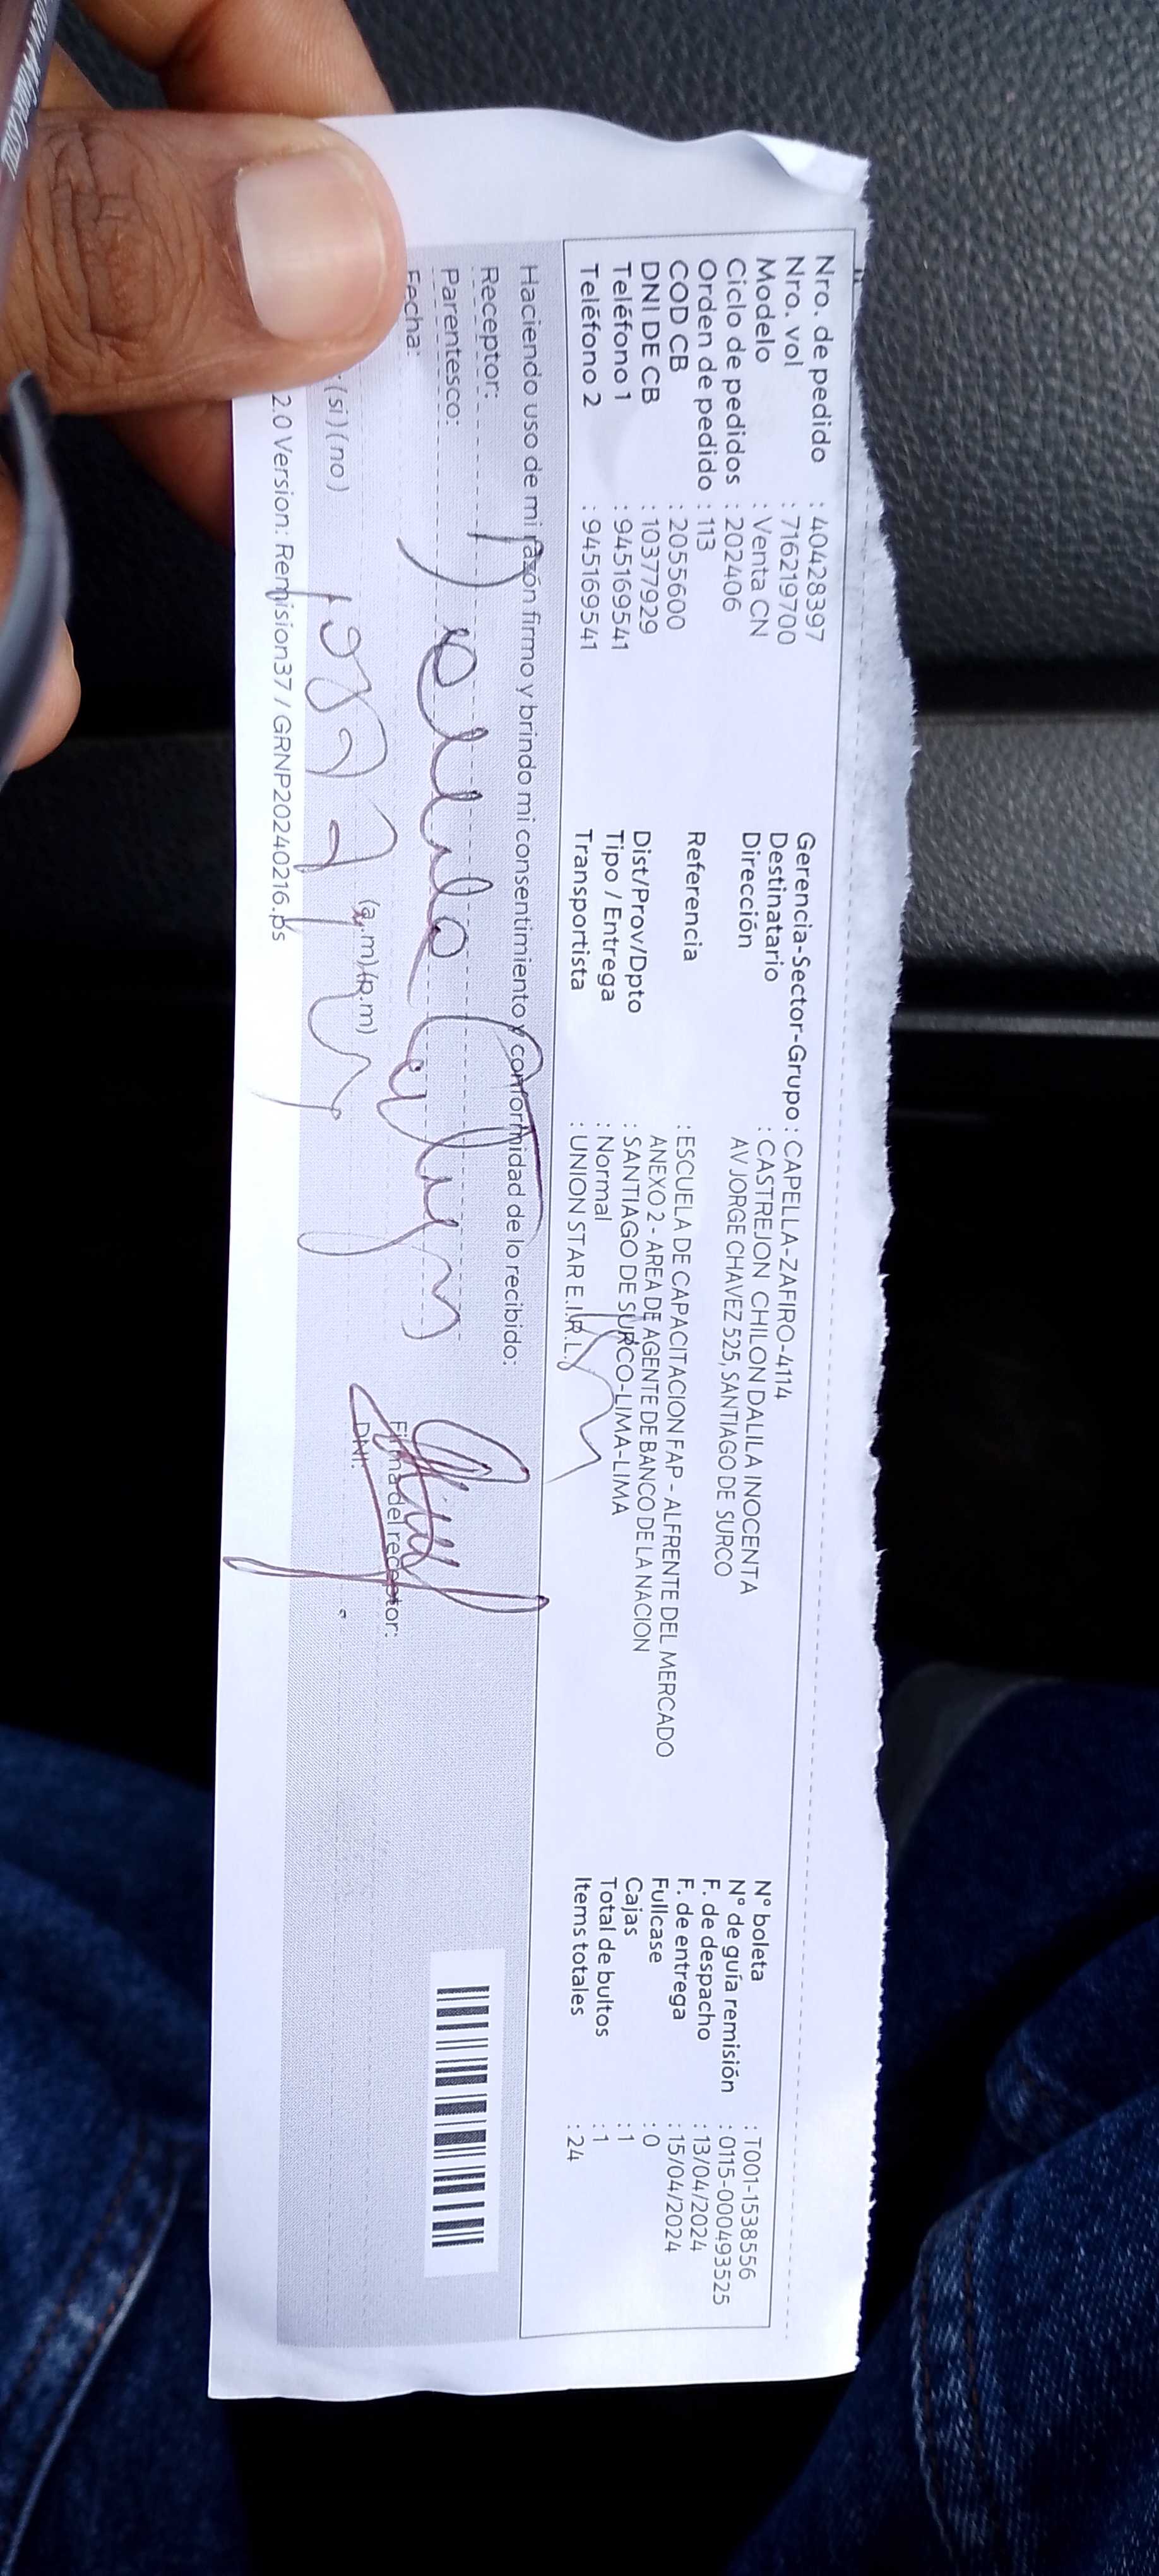 Nro. de pedido : 40428397
Nro. vol : 716219700
Modelo : Venta CN
Ciclo de pedidos : 202406
Orden de pedido : 113
COD CB : 2055600
DNI DE CB : 10377929
Teléfono 1 : 945169541
Teléfono 2 : 945169541
Gerencia-Sector-Grupo : CAPELLA-ZAFIRO-4114
Destinatario : CASTREJON CHILON DALILA INOCENTA
Dirección AV JORGE CHAVEZ 525, SANTIAGO DE SURCO
Referencia : ESCUELA DE CAPACITACION FAP - ALFRENTE DEL MERCADO
ANEXO 2 - AREA DE AGENTE DE BANCO DE LA NACION
Dist/Prov/Dpto : SANTIAGO DE SURCO-LIMA-LIMA
Tipo / Entrega : Normal
Transportista : UNION STAR E.I.R.L.
N° boleta : T001-1538556
N° de guía remisión : 0115-000493525
F. de despacho : 13/04/2024
F. de entrega : 15/04/2024
Fullcase : 0
Cajas : 1
Total de bultos : 1
Items totales : 24
Haciendo uso de mi razón firmo y brindo mi consentimiento y conformidad de lo recibido:
Receptor:
Parentesco:
Fecha:
(a.m)(p.m)
Firma del receptor:
DNI:
(si)(no)
2.0 Version: Remision37 / GRNP20240216.ps